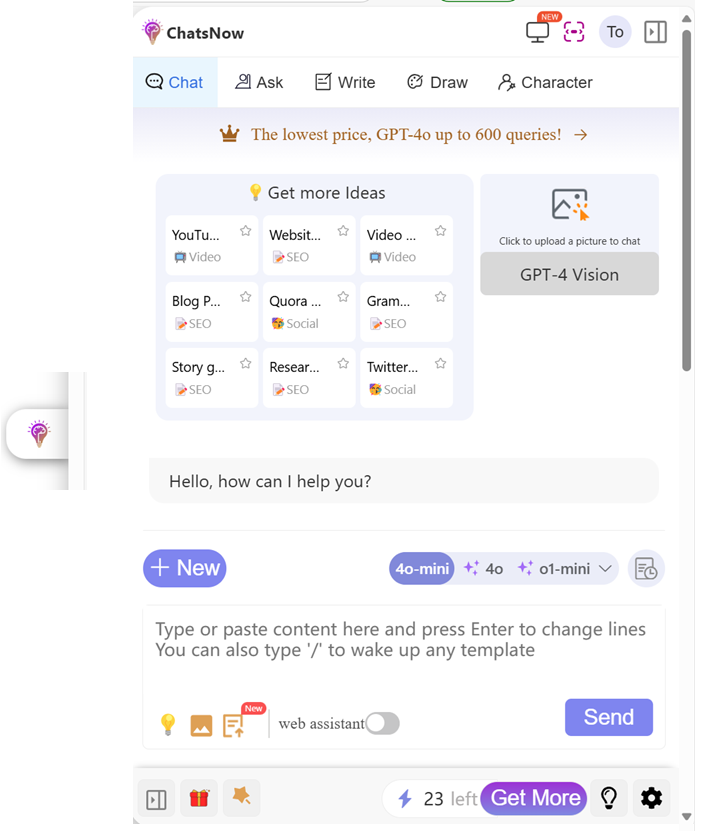 NEW
ChatsNow
To
Chat Ask Write Draw Character
The lowest price, GPT-4o up to 600 queries!
Get more Ideas
YouTu... Websit... Video ...
Video SEO Video
Blog P... Quora ... Gram...
SEO Social SEO
Story g... Resear... Twitter...
SEO SEO Social
Click to upload a picture to chat
GPT-4 Vision
Hello, how can I help you?
New
4o-mini 4o o1-mini
Type or paste content here and press Enter to change lines
You can also type '/' to wake up any template
New
web assistant
Send
23 left Get More